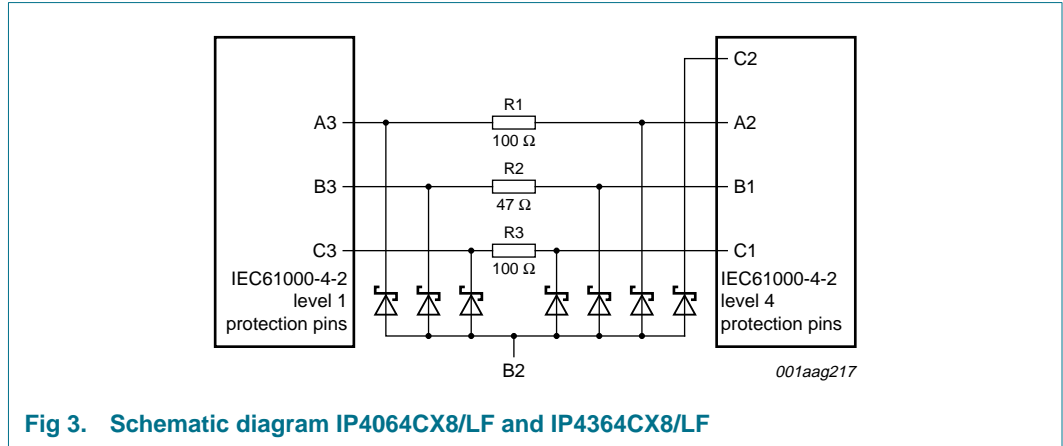 C2
R1
A3
A2
100 Ω
R2
B3
B1
47 Ω
R3
C3
C1
100 Ω
IEC61000-4-2
level 1
protection pins
IEC61000-4-2
level 4
protection pins
B2
001aag217
Fig 3. Schematic diagram IP4064CX8/LF and IP4364CX8/LF